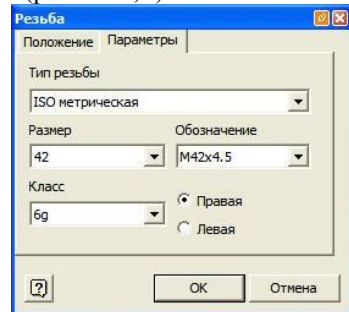 Резьба
Положение Параметры
Тип резьбы
ISO метрическая
Размер Обозначение
42 M42x4.5
Класс
6g
Правая
Левая
? OK Отмена